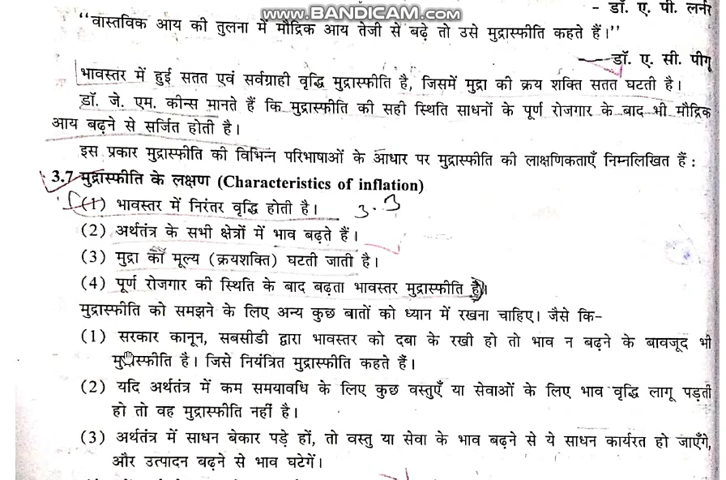 www.BANDICAM.com
- डॉ. ए. पी. लर्नर
“वास्तविक आय की तुलना में मौद्रिक आय तेजी से बढ़े तो उसे मुद्रास्फीति कहते हैं।”
- डॉ. ए. सी. पीगू
भावस्तर में हुई सतत एवं सर्वग्राही वृद्धि मुद्रास्फीति है, जिसमें मुद्रा की क्रय शक्ति सतत घटती है।
डॉ. जे. एम. कीन्स मानते हैं कि मुद्रास्फीति की सही स्थिति साधनों के पूर्ण रोजगार के बाद भी मौद्रिक
आय बढ़ने से सर्जित होती है।
इस प्रकार मुद्रास्फीति की विभिन्न परिभाषाओं के आधार पर मुद्रास्फीति की लाक्षणिकताएँ निम्नलिखित हैं :
3.7 मुद्रास्फीति के लक्षण (Characteristics of inflation)
(1) भावस्तर में निरंतर वृद्धि होती है। 3.3
(2) अर्थतंत्र के सभी क्षेत्रों में भाव बढ़ते हैं।
(3) मुद्रा का मूल्य (क्रयशक्ति) घटती जाती है।
(4) पूर्ण रोजगार की स्थिति के बाद बढ़ता भावस्तर मुद्रास्फीति है।
मुद्रास्फीति को समझने के लिए अन्य कुछ बातों को ध्यान में रखना चाहिए। जैसे कि-
(1) सरकार कानून, सबसीडी द्वारा भावस्तर को दबा के रखी हो तो भाव न बढ़ने के बावजूद भी
मुद्रास्फीति है। जिसे नियंत्रित मुद्रास्फीति कहते हैं।
(2) यदि अर्थतंत्र में कम समयावधि के लिए कुछ वस्तुएँ या सेवाओं के लिए भाव वृद्धि लागू पड़ती
हो तो वह मुद्रास्फीति नहीं है।
(3) अर्थतंत्र में साधन बेकार पड़े हों, तो वस्तु या सेवा के भाव बढ़ने से ये साधन कार्यरत हो जाएँगे,
और उत्पादन बढ़ने से भाव घटेगें।